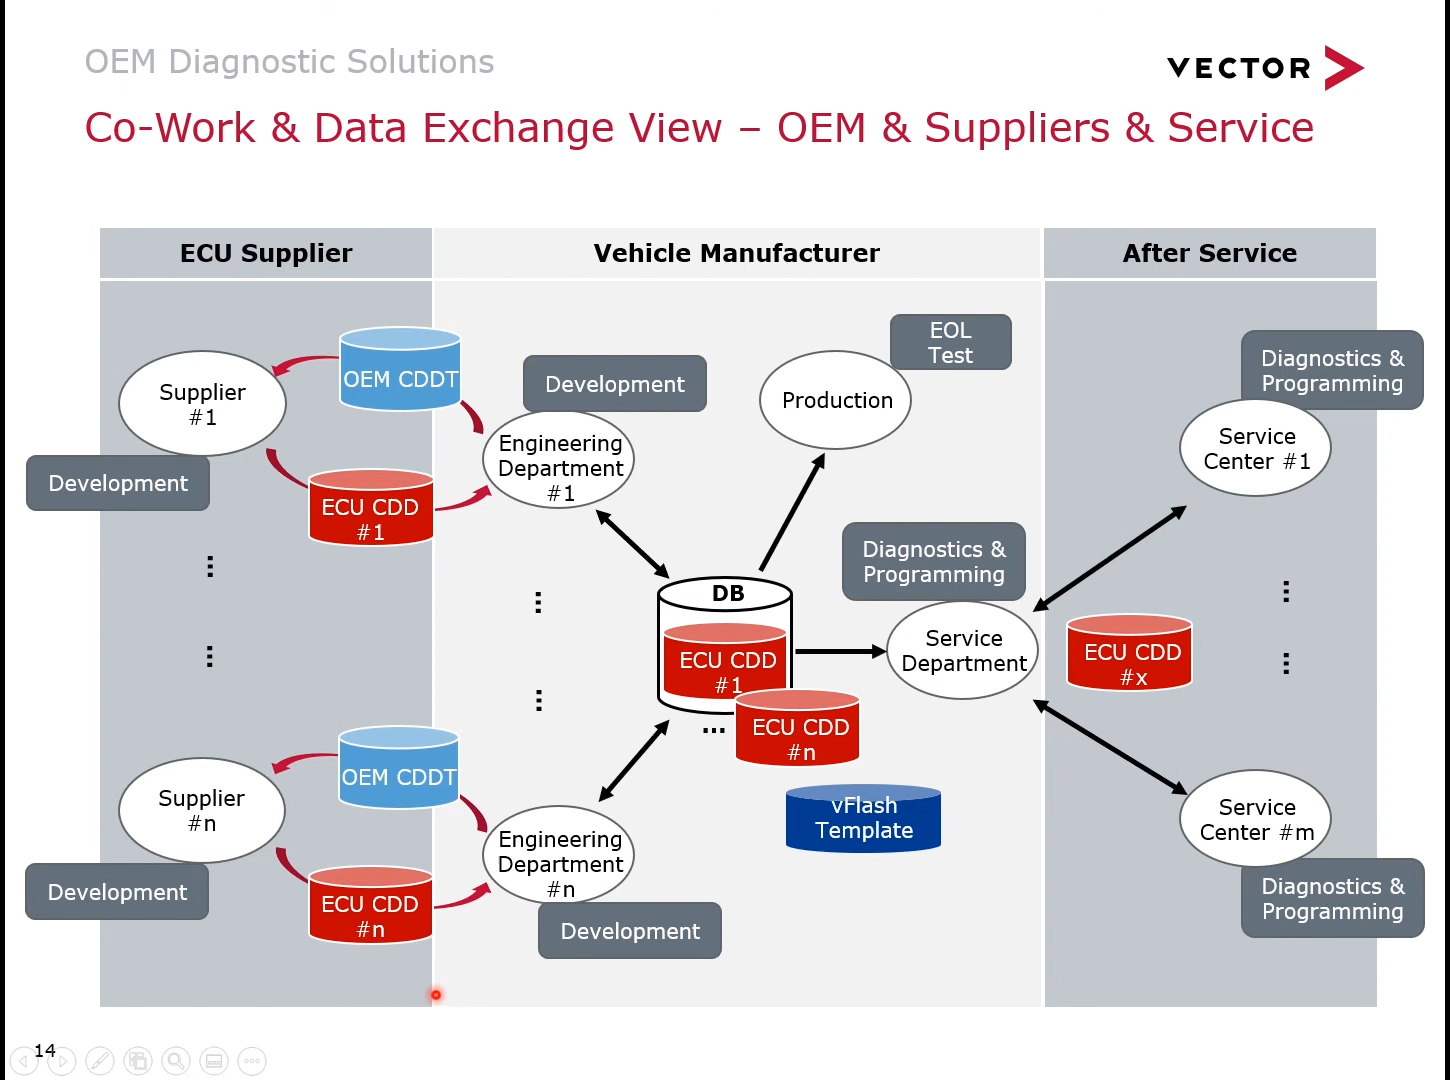 OEM Diagnostic Solutions
VECTOR
Co-Work & Data Exchange View – OEM & Suppliers & Service
ECU Supplier
Vehicle Manufacturer
After Service
Supplier
#1
Development
OEM CDDT
ECU CDD
#1
⋮
⋮
Supplier
#n
Development
OEM CDDT
ECU CDD
#n
Development
Engineering
Department
#1
⋮
⋮
Engineering
Department
#n
Development
EOL
Test
Production
DB
ECU CDD
#1
...
ECU CDD
#n
vFlash
Template
Diagnostics &
Programming
Service
Department
ECU CDD
#x
Diagnostics &
Programming
Service
Center #1
⋮
⋮
Service
Center #m
Diagnostics &
Programming
14